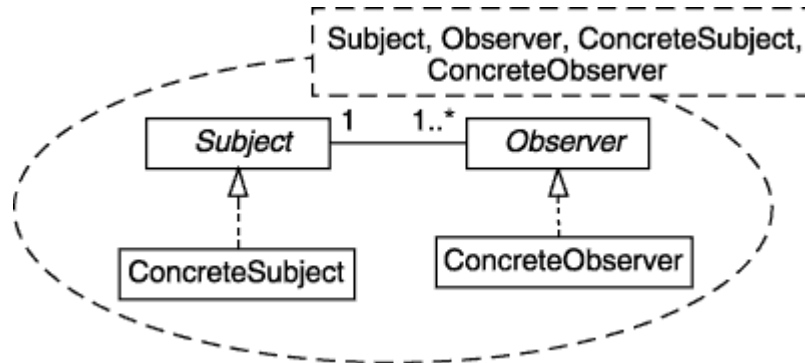 Subject, Observer, ConcreteSubject,
ConcreteObserver
1 1..*
Subject Observer
ConcreteSubject ConcreteObserver